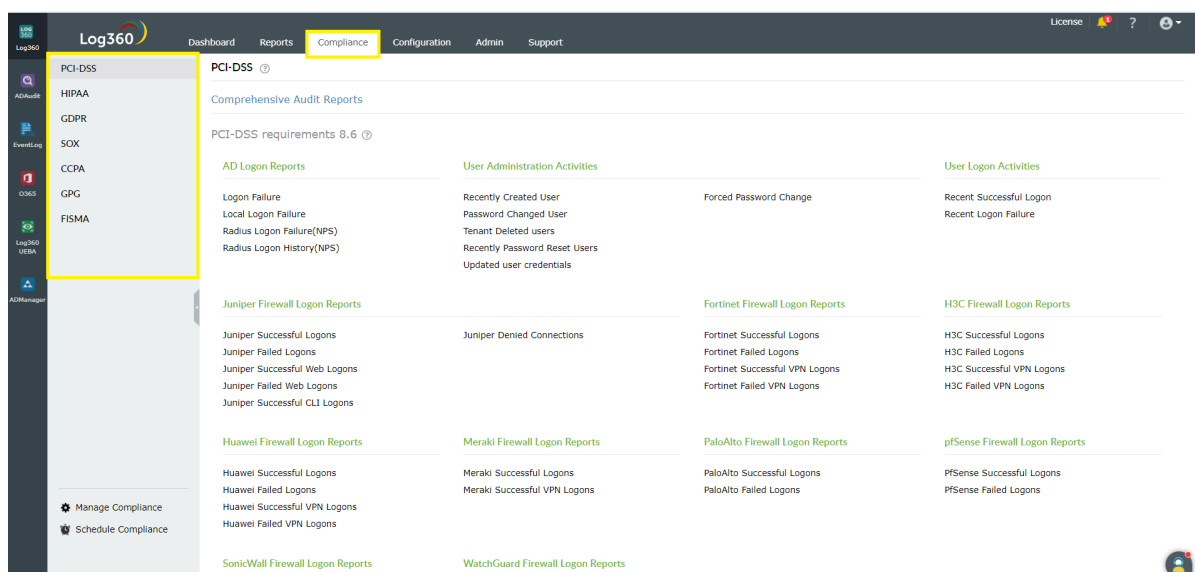 License
?
LOG
360
Log360
Log360
Dashboard
Reports
Compliance
Configuration
Admin
Support
ADAudit
EventLog
O365
Log360
UEBA
ADManager
PCI-DSS
HIPAA
GDPR
SOX
CCPA
GPG
FISMA
Manage Compliance
Schedule Compliance
PCI-DSS ?
Comprehensive Audit Reports
PCI-DSS requirements 8.6 ?
AD Logon Reports
Logon Failure
Local Logon Failure
Radius Logon Failure(NPS)
Radius Logon History(NPS)
User Administration Activities
Recently Created User
Password Changed User
Tenant Deleted users
Recently Password Reset Users
Updated user credentials
Forced Password Change
User Logon Activities
Recent Successful Logon
Recent Logon Failure
Juniper Firewall Logon Reports
Juniper Successful Logons
Juniper Failed Logons
Juniper Successful Web Logons
Juniper Failed Web Logons
Juniper Successful CLI Logons
Juniper Denied Connections
Fortinet Firewall Logon Reports
Fortinet Successful Logons
Fortinet Failed Logons
Fortinet Successful VPN Logons
Fortinet Failed VPN Logons
H3C Firewall Logon Reports
H3C Successful Logons
H3C Failed Logons
H3C Successful VPN Logons
H3C Failed VPN Logons
Huawei Firewall Logon Reports
Huawei Successful Logons
Huawei Failed Logons
Huawei Successful VPN Logons
Huawei Failed VPN Logons
Meraki Firewall Logon Reports
Meraki Successful Logons
Meraki Successful VPN Logons
PaloAlto Firewall Logon Reports
PaloAlto Successful Logons
PaloAlto Failed Logons
pfSense Firewall Logon Reports
PfSense Successful Logons
PfSense Failed Logons
SonicWall Firewall Logon Reports
WatchGuard Firewall Logon Reports